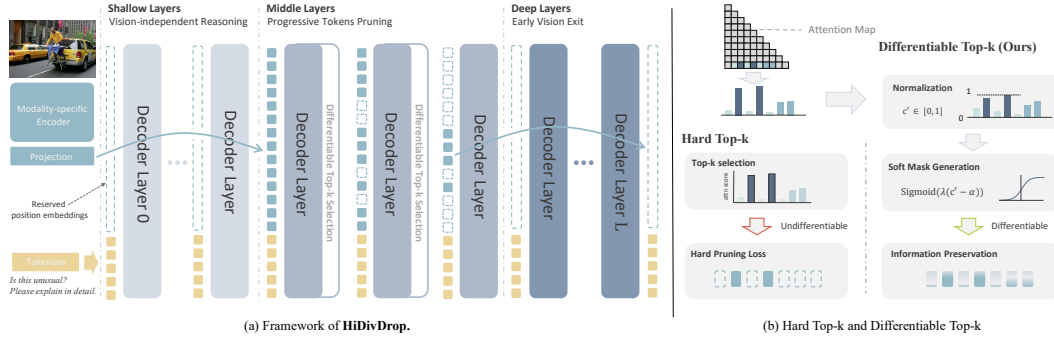 Shallow Layers
Vision-independent Reasoning
Middle Layers
Progressive Tokens Pruning
Deep Layers
Early Vision Exit
Modality-specific
Encoder
Projection
Reserved
position embeddings
Tokenizer
Is this unusual?
Please explain in detail.
Decoder Layer 0
Decoder Layer
Decoder Layer
Differentiable Top-k Selection
Decoder Layer
Differentiable Top-k Selection
Decoder Layer
Decoder Layer
Decoder Layer L
(a) Framework of HiDivDrop.
Attention Map
Differentiable Top-k (Ours)
Normalization
c′ ∈ [0,1]
1
0
Hard Top-k
Top-k selection
attn score
Soft Mask Generation
Sigmoid(λ(c′ − α))
Undifferentiable
Differentiable
Hard Pruning Loss
Information Preservation
(b) Hard Top-k and Differentiable Top-k